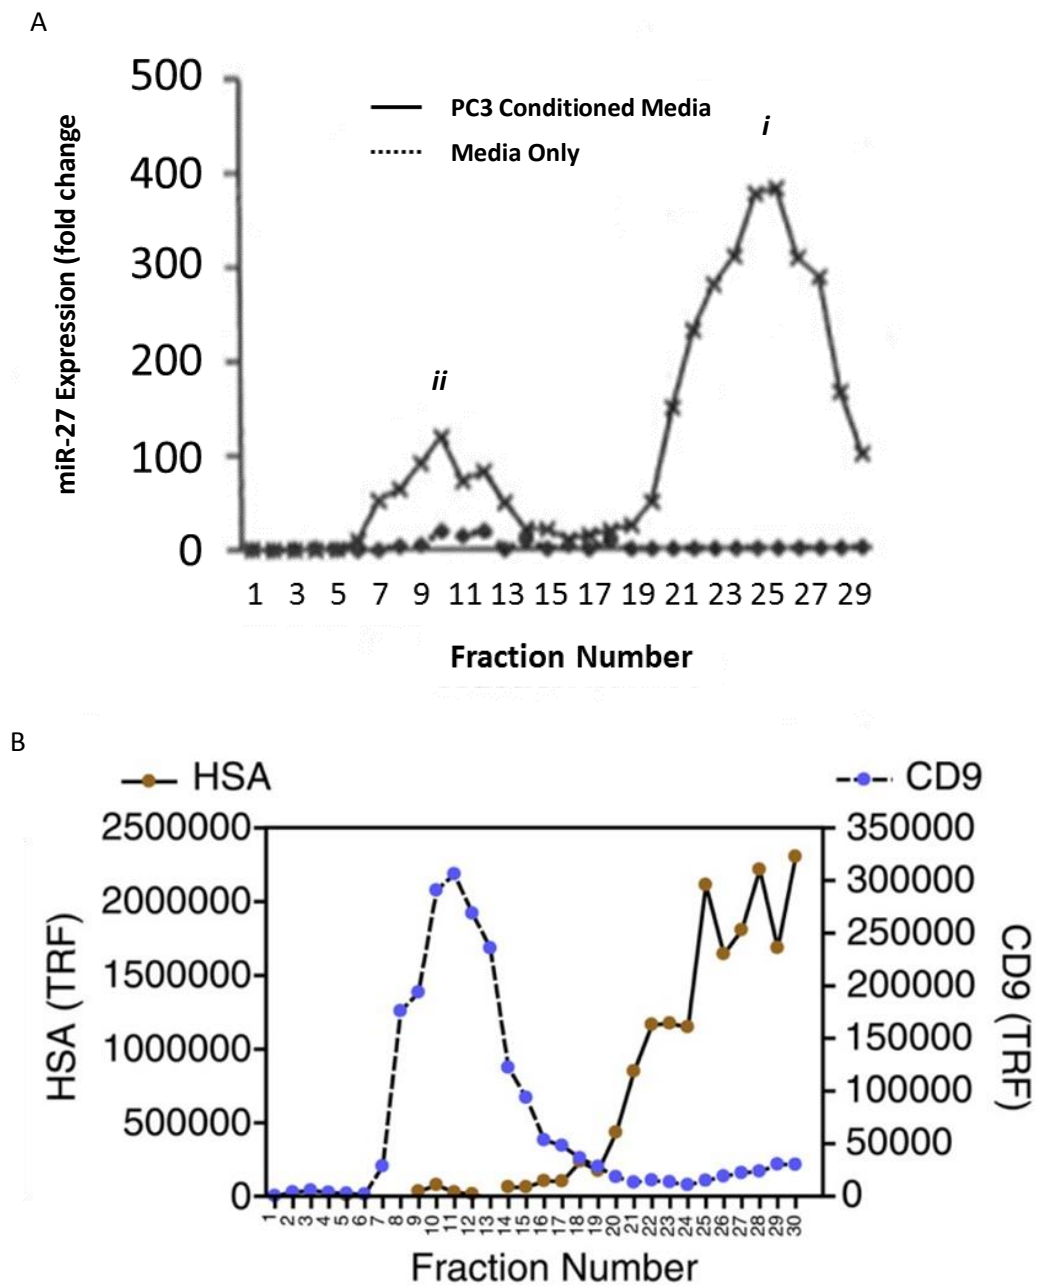 A
500
400
300
200
100
0
PC3 Conditioned Media
Media Only
i
ii
miR-27 Expression (fold change
1 3 5 7 9 11 13 15 17 19 21 23 25 27 29
Fraction Number
B
HSA
CD9
2500000
2000000
1500000
1000000
500000
0
HSA (TRF)
350000
300000
250000
200000
150000
100000
50000
0
CD9 (TRF)
1 2 3 4 5 6 7 8 9 10 11 12 13 14 15 16 17 18 19 20 21 22 23 24 25 26 27 28 29 30
Fraction Number